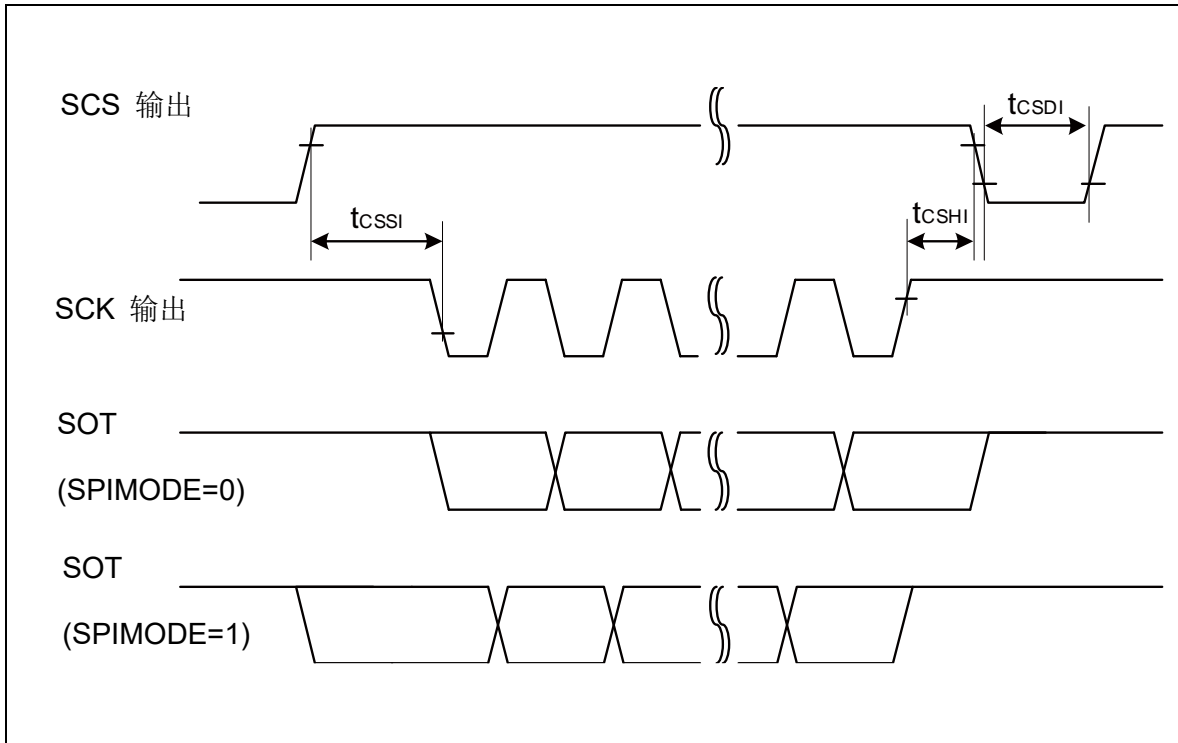 SCS 输出
tCSDI
tCSSI
tCSHI
SCK 输出
SOT
(SPIMODE=0)
SOT
(SPIMODE=1)